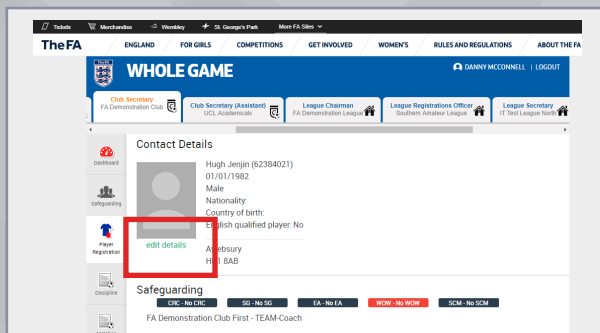 Tickets Merchandise Wembley St. George's Park More FA Sites
TheFA ENGLAND FOR GIRLS COMPETITIONS GET INVOLVED WOMEN'S RULES AND REGULATIONS ABOUT THE FA
WHOLE GAME DANNY MCCONNELL | LOGOUT
Club Secretary
FA Demonstration Club
Club Secretary (Assistant)
UCL Academicals
League Chairman
FA Demonstration League
League Registrations Officer
Southern Amateur League
League Secretary
IT Test League North
Dashboard
Safeguarding
Player
Registration
Discipline
Contact Details
Hugh Jenjin (62384021)
01/01/1982
Male
Nationality:
Country of birth:
English qualified player: No
edit details
8AB
Safeguarding
CRC - No CRC SG - No SG EA - No EA WOW - No WOW SCM - No SCM
FA Demonstration Club First - TEAM-Coach